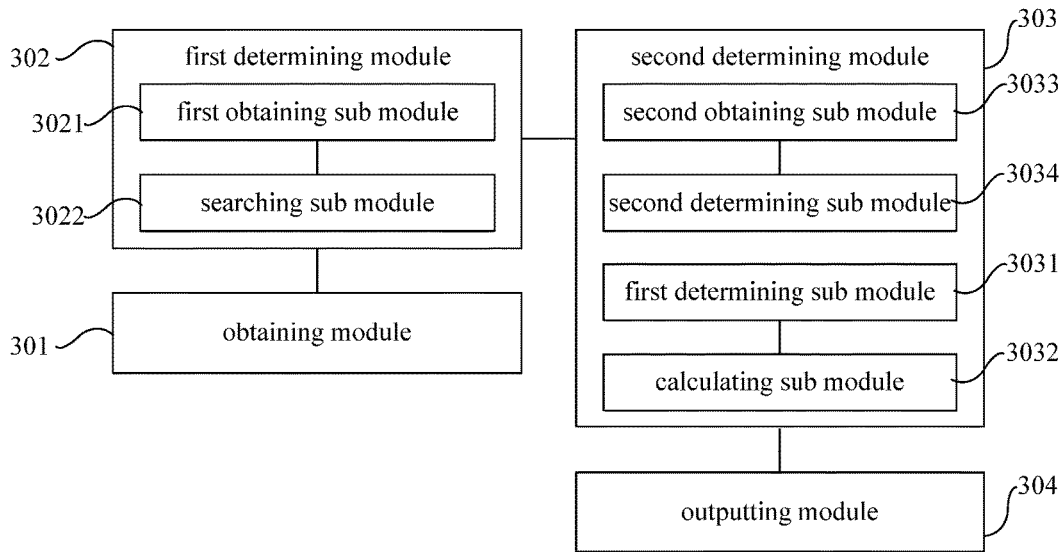 302
first determining module
3021
first obtaining sub module
3022
searching sub module
301
obtaining module
303
second determining module
3033
second obtaining sub module
3034
second determining sub module
3031
first determining sub module
3032
calculating sub module
304
outputting module